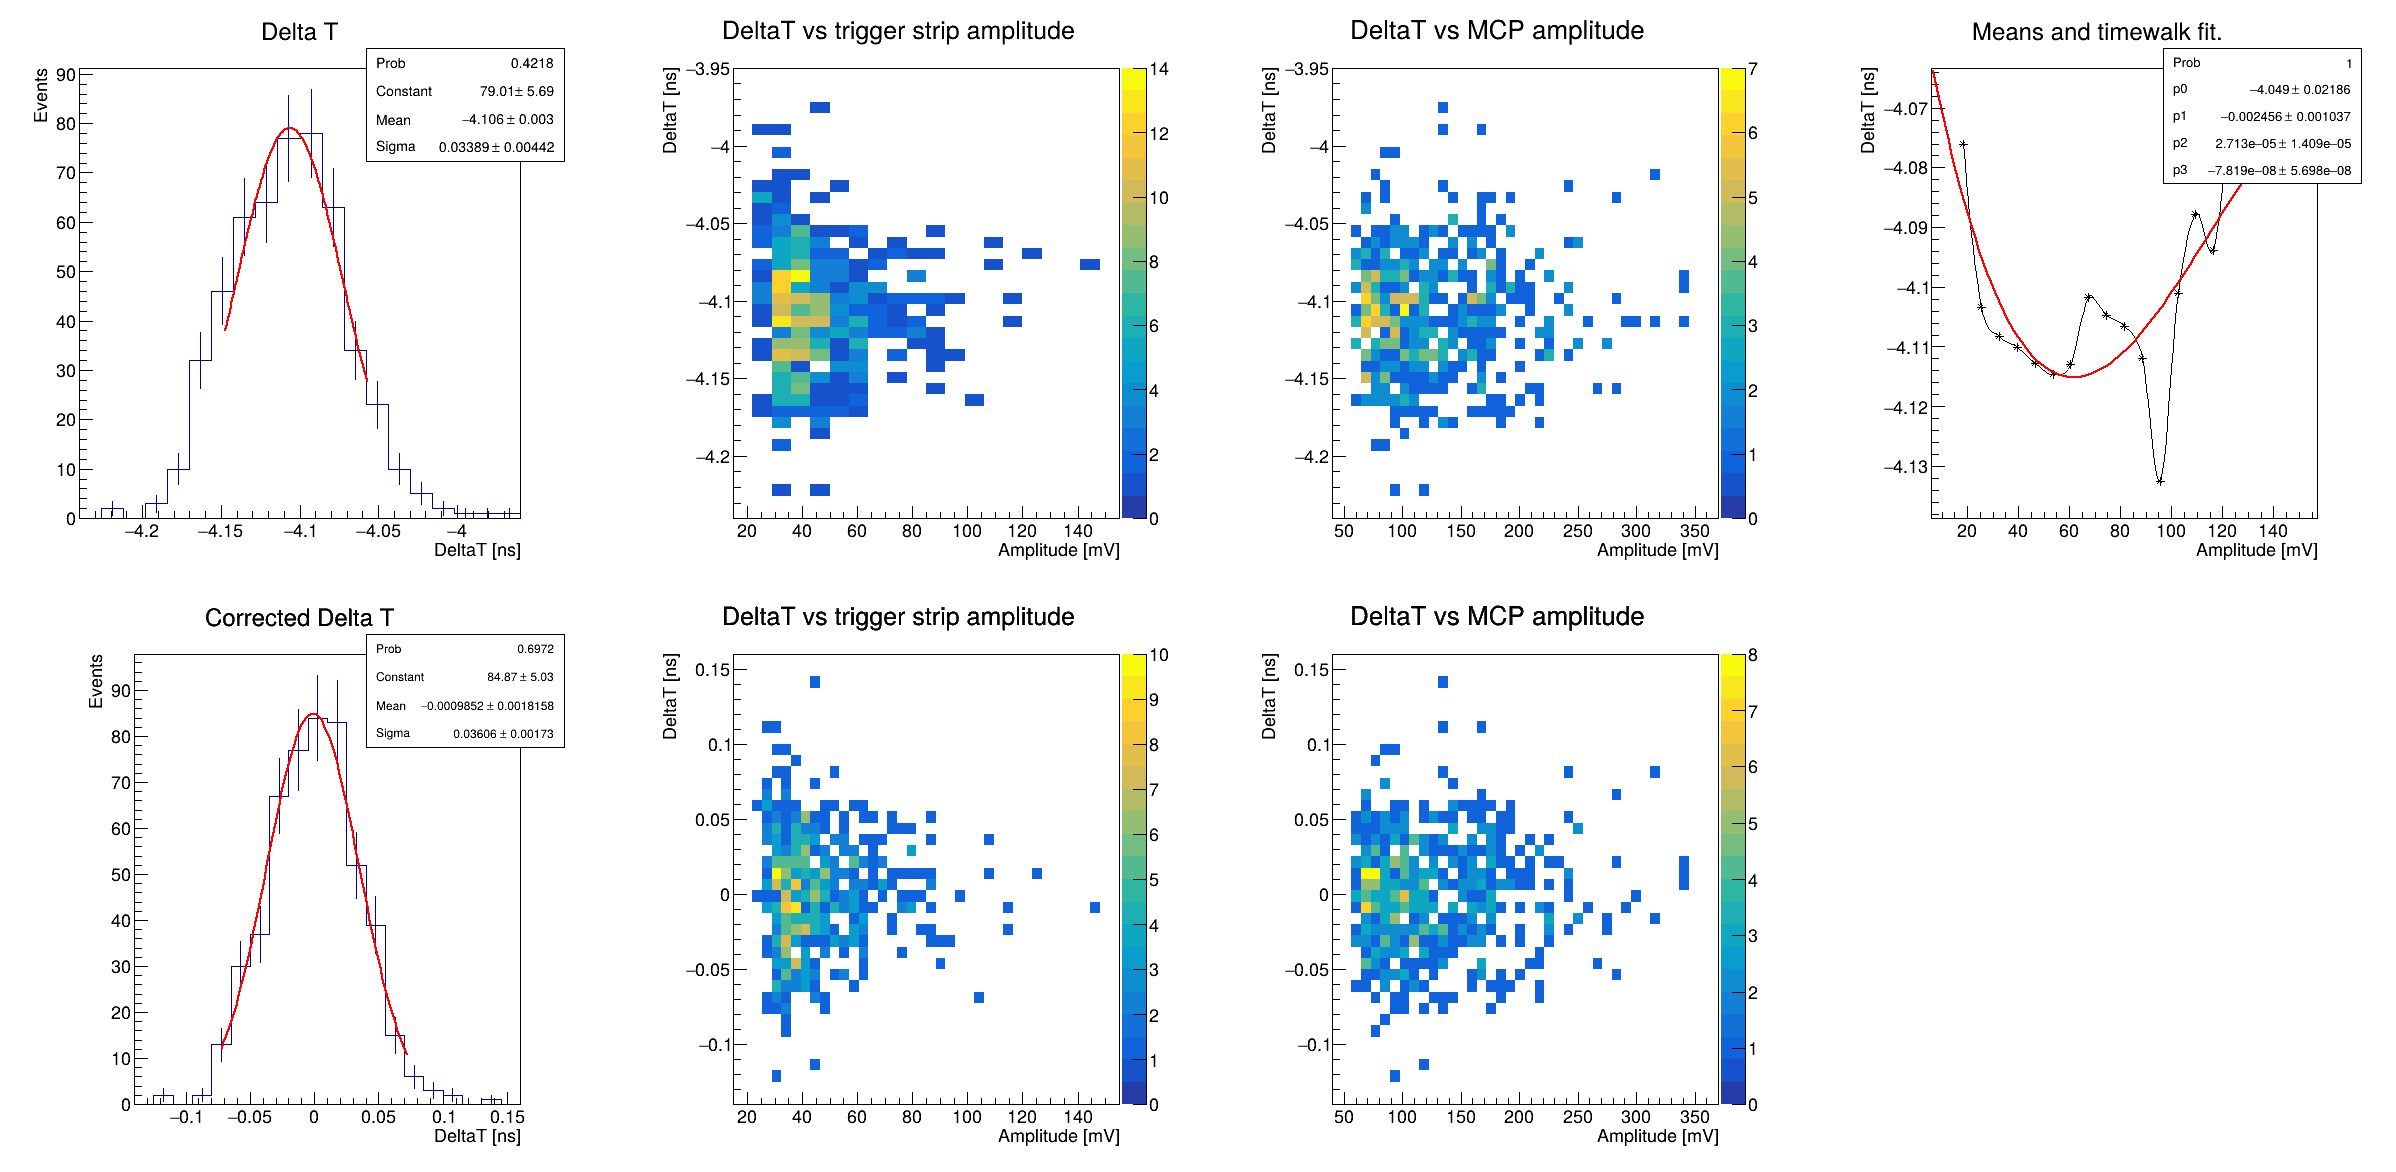 Delta T
Events
Prob 0.4218
Constant 79.01 ± 5.69
Mean −4.106 ± 0.003
Sigma 0.03389 ± 0.00442
90
80
70
60
50
40
30
20
10
0
−4.2 −4.15 −4.1 −4.05 −4
DeltaT [ns]
DeltaT vs trigger strip amplitude
DeltaT [ns]
−3.95
−4
−4.05
−4.1
−4.15
−4.2
20 40 60 80 100 120 140
Amplitude [mV]
14
12
10
8
6
4
2
0
DeltaT vs MCP amplitude
DeltaT [ns]
−3.95
−4
−4.05
−4.1
−4.15
−4.2
50 100 150 200 250 300 350
Amplitude [mV]
7
6
5
4
3
2
1
0
Means and timewalk fit.
DeltaT [ns]
Prob 1
p0 −4.049 ± 0.02186
p1 −0.002456 ± 0.001037
p2 2.713e−05 ± 1.409e−05
p3 −7.819e−08 ± 5.698e−08
−4.07
−4.08
−4.09
−4.1
−4.11
−4.12
−4.13
20 40 60 80 100 120 140
Amplitude [mV]
Corrected Delta T
Events
Prob 0.6972
Constant 84.87 ± 5.03
Mean −0.0009852 ± 0.0018158
Sigma 0.03606 ± 0.00173
90
80
70
60
50
40
30
20
10
0
−0.1 −0.05 0 0.05 0.1 0.15
DeltaT [ns]
DeltaT vs trigger strip amplitude
DeltaT [ns]
0.15
0.1
0.05
0
−0.05
−0.1
20 40 60 80 100 120 140
Amplitude [mV]
10
9
8
7
6
5
4
3
2
1
0
DeltaT vs MCP amplitude
DeltaT [ns]
0.15
0.1
0.05
0
−0.05
−0.1
50 100 150 200 250 300 350
Amplitude [mV]
8
7
6
5
4
3
2
1
0